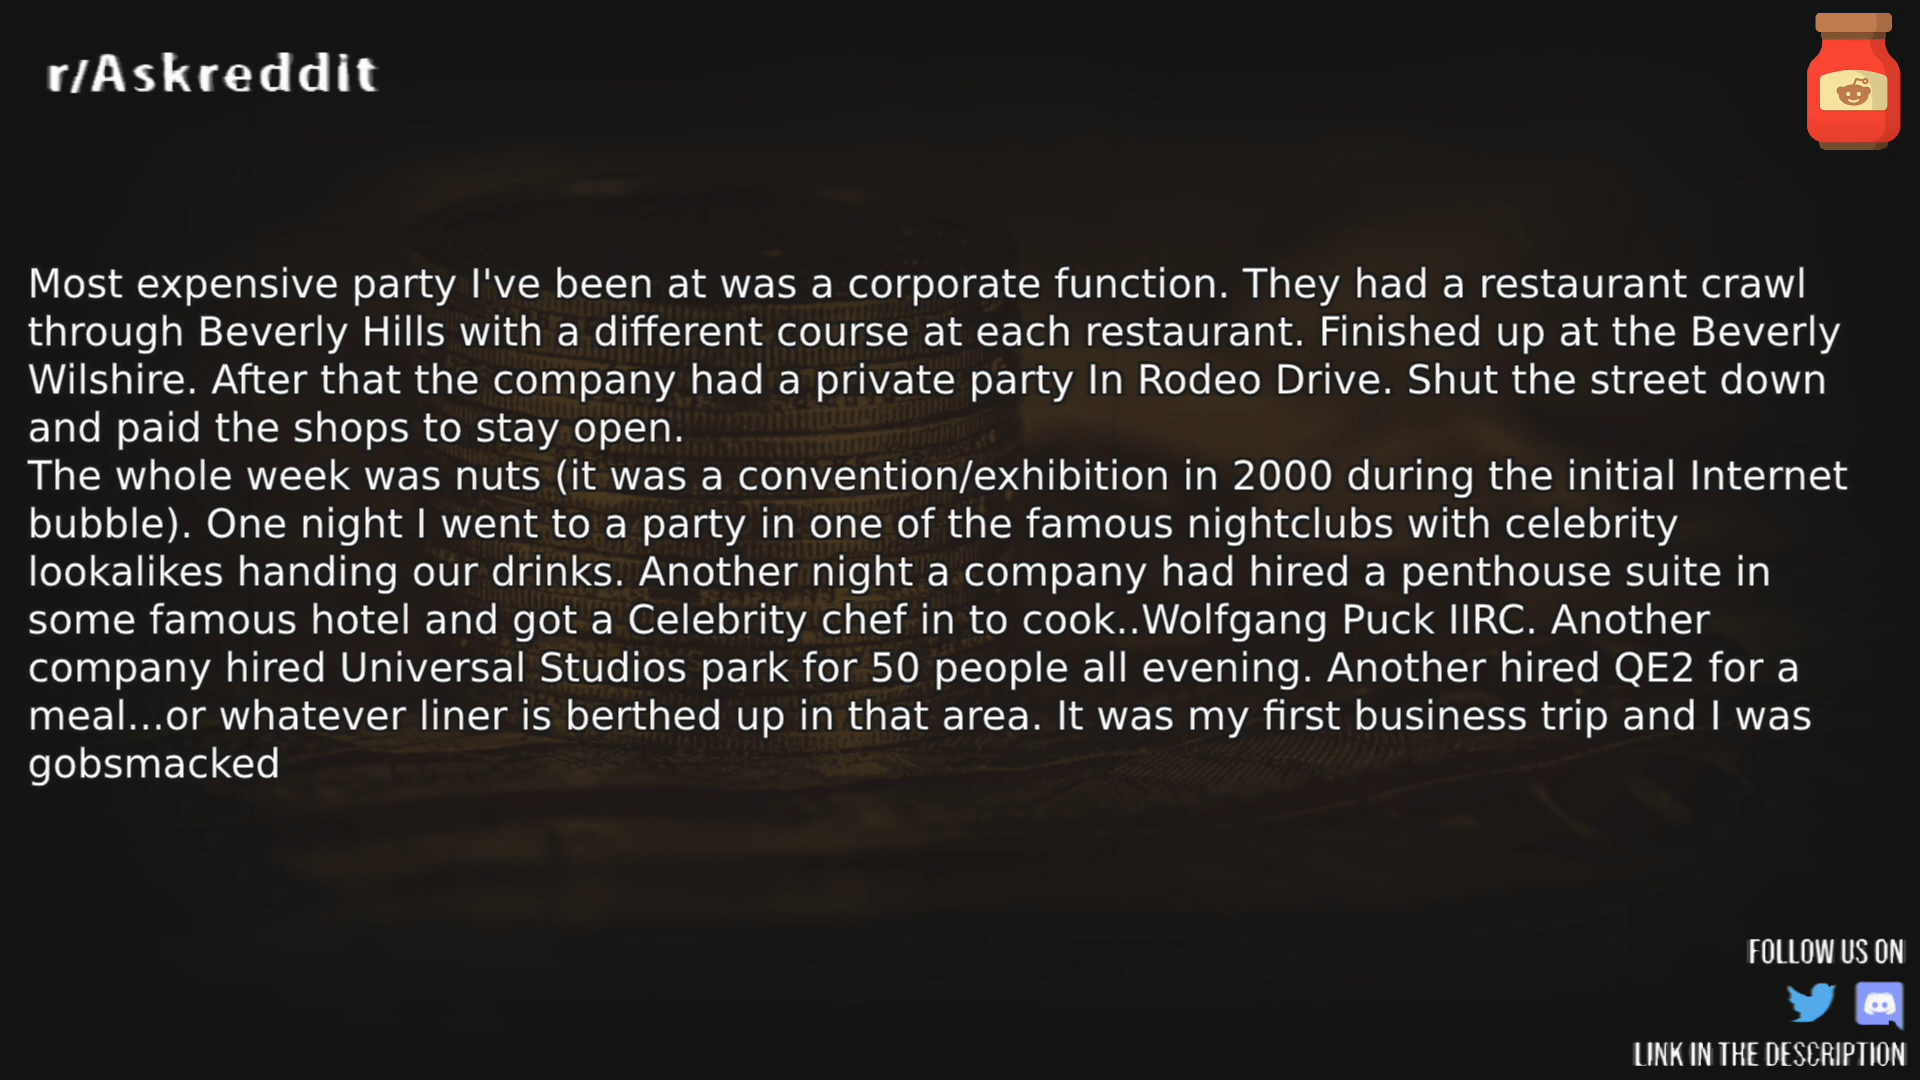 r/Askreddit
Most expensive party I've been at was a corporate function. They had a restaurant crawl
through Beverly Hills with a different course at each restaurant. Finished up at the Beverly
Wilshire. After that the company had a private party In Rodeo Drive. Shut the street down
and paid the shops to stay open.
The whole week was nuts (it was a convention/exhibition in 2000 during the initial Internet
bubble). One night I went to a party in one of the famous nightclubs with celebrity
lookalikes handing our drinks. Another night a company had hired a penthouse suite in
some famous hotel and got a Celebrity chef in to cook..Wolfgang Puck IIRC. Another
company hired Universal Studios park for 50 people all evening. Another hired QE2 for a
meal...or whatever liner is berthed up in that area. It was my first business trip and I was
gobsmacked
FOLLOW US ON
LINK IN THE DESCRIPTION